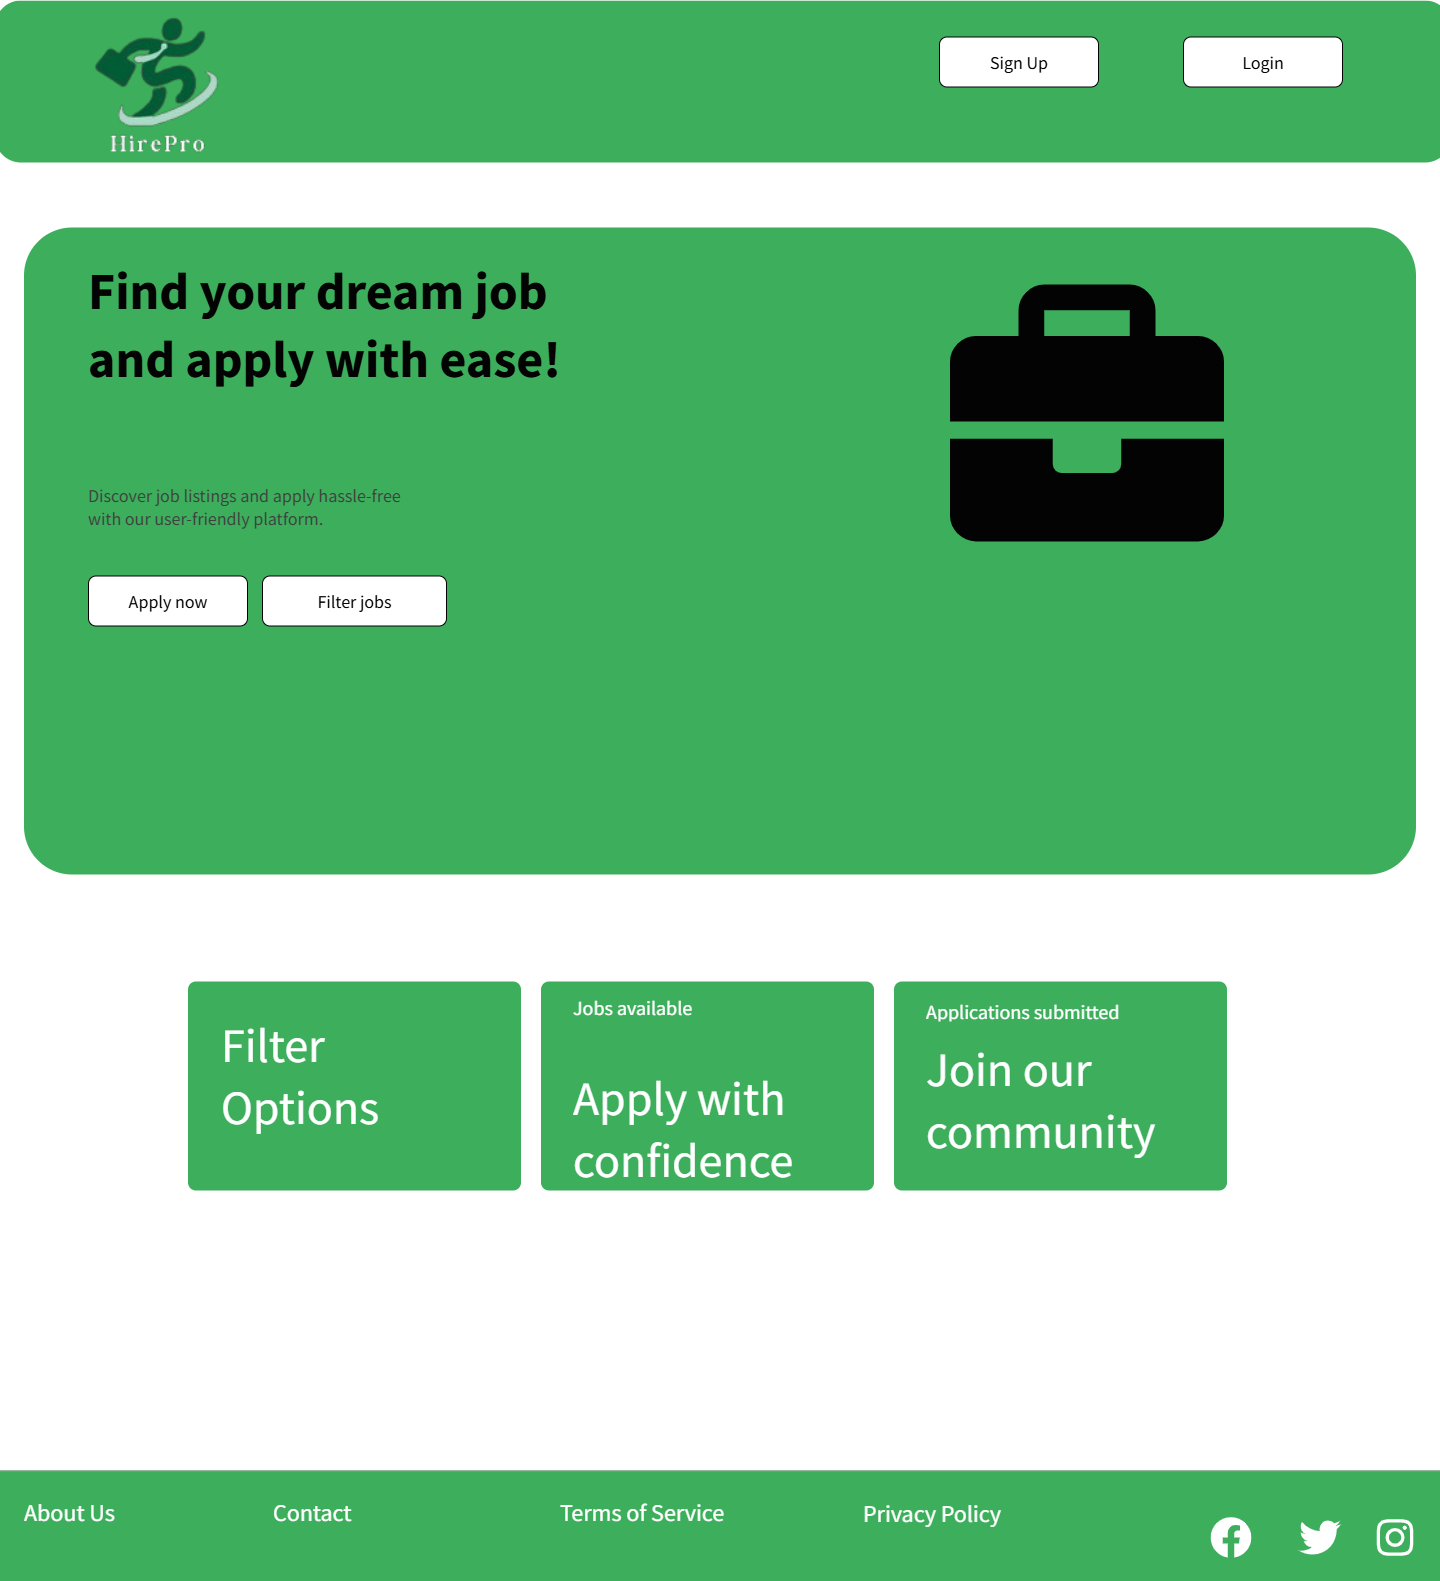 HirePro
Sign Up
Login
Find your dream job
and apply with ease!
Discover job listings and apply hassle-free
with our user-friendly platform.
Apply now
Filter jobs
Filter
Options
Jobs available
Apply with
confidence
Applications submitted
Join our
community
About Us
Contact
Terms of Service
Privacy Policy